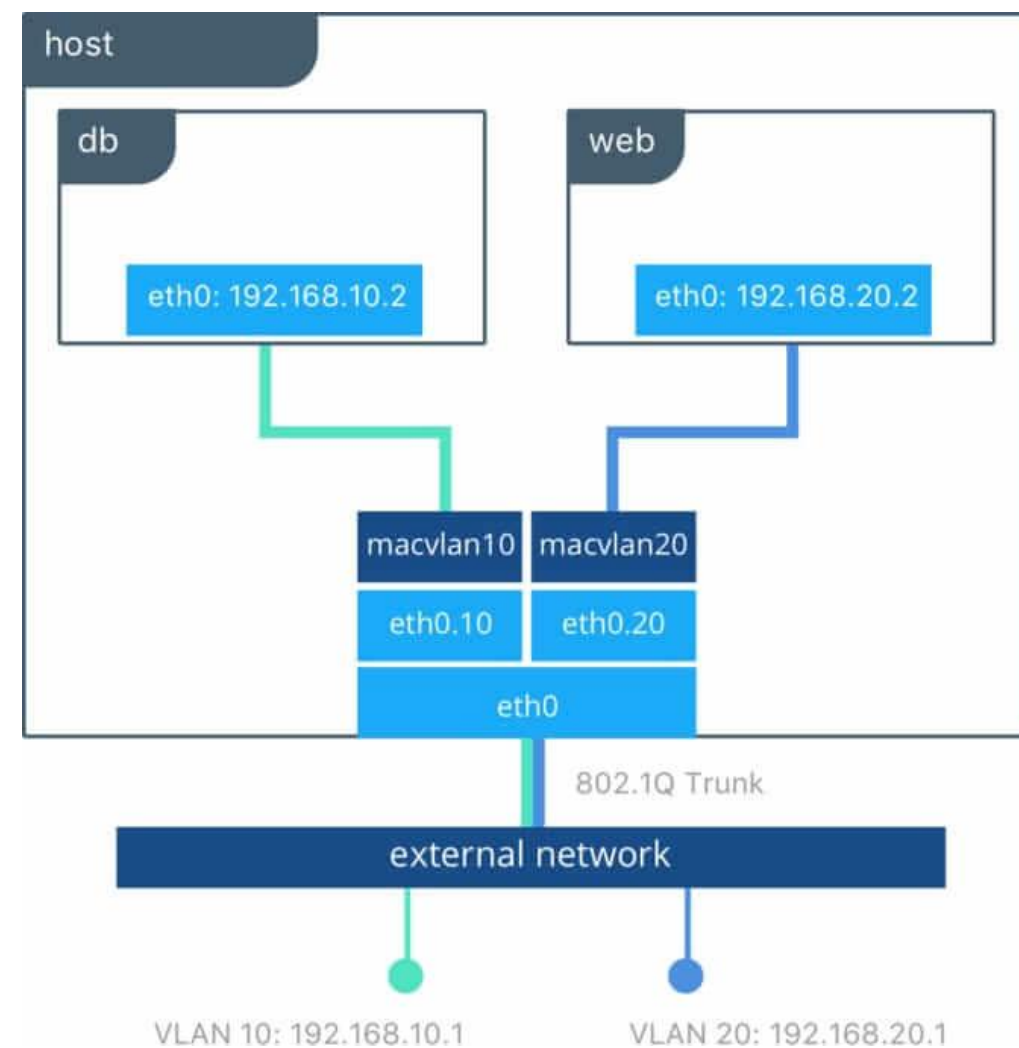 host
db
web
eth0: 192.168.10.2
eth0: 192.168.20.2
macvlan10
macvlan20
eth0.10
eth0.20
eth0
802.1Q Trunk
external network
VLAN 10: 192.168.10.1
VLAN 20: 192.168.20.1